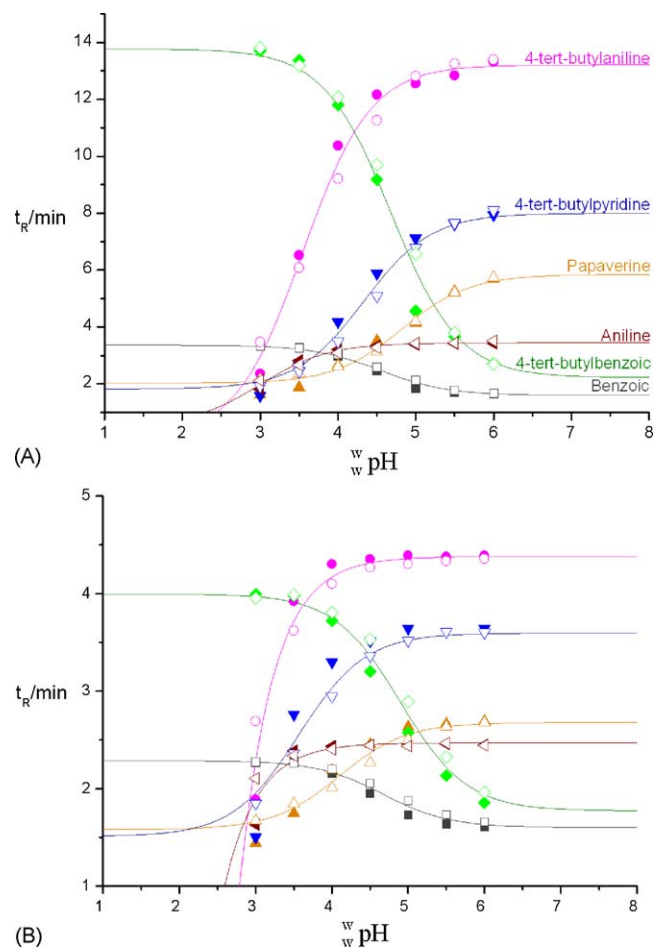 14
12
10
8
6
4
2
t_R/min
4-tert-butylaniline
4-tert-butylpyridine
Papaverine
Aniline
4-tert-butylbenzoic
Benzoic
1 2 3 4 5 6 7 8
(A)
w
w pH
5
4
3
2
1
t_R/min
1 2 3 4 5 6 7 8
(B)
w
w pH